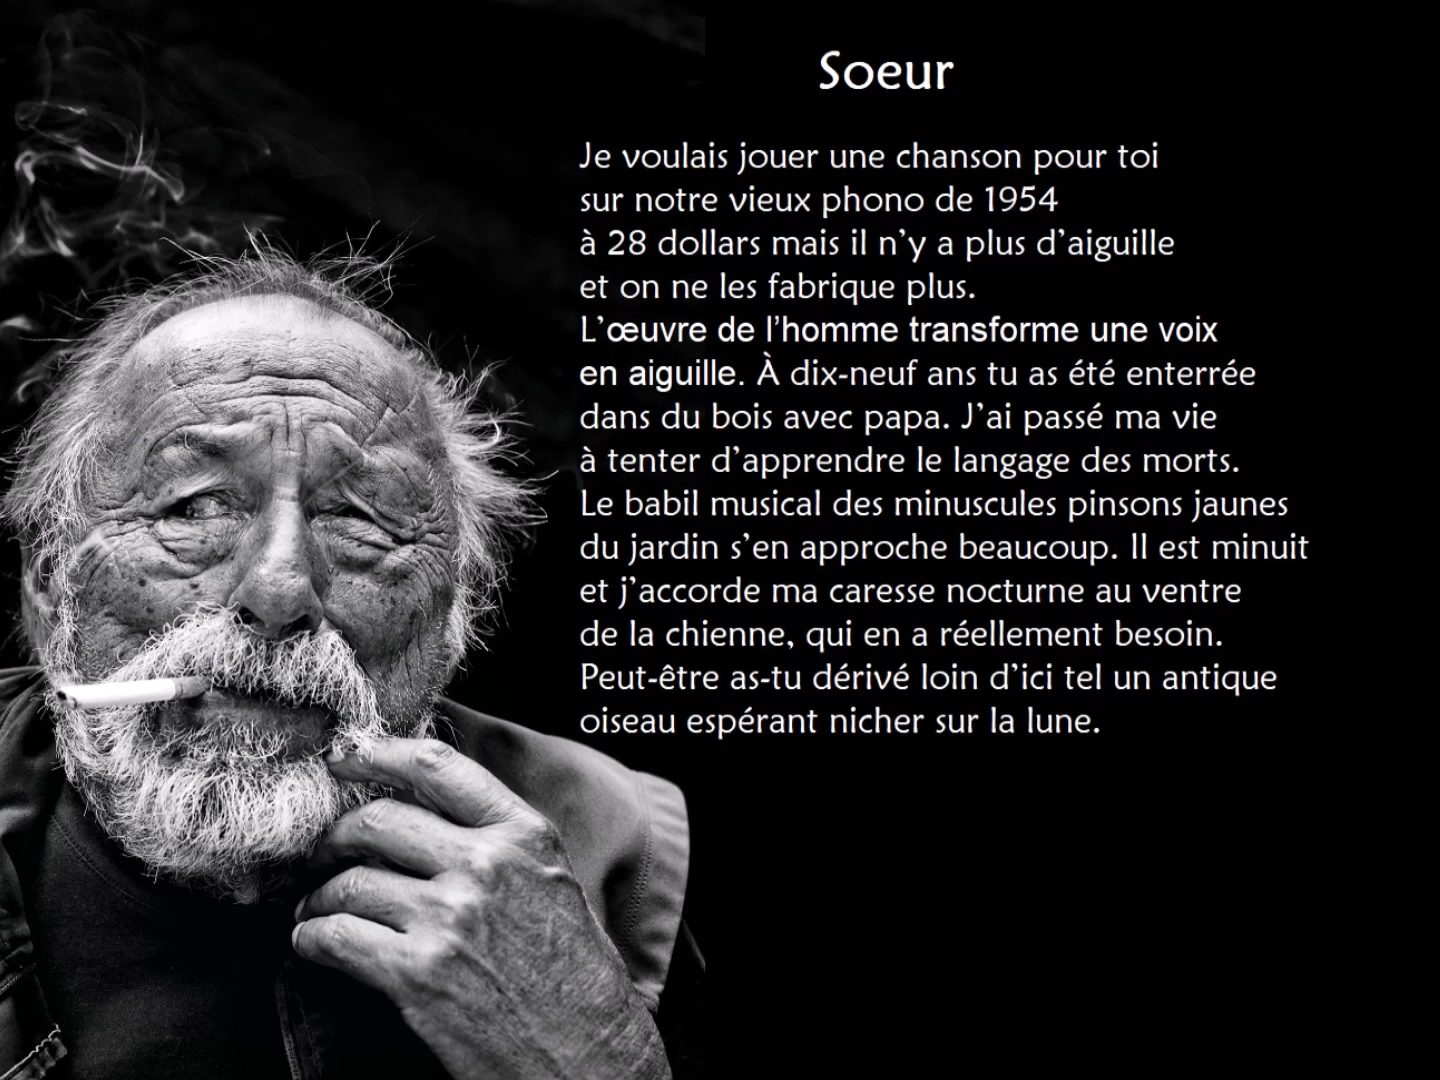 Soeur
Je voulais jouer une chanson pour toi
sur notre vieux phono de 1954
à 28 dollars mais il n’y a plus d’aiguille
et on ne les fabrique plus.
L’œuvre de l’homme transforme une voix
en aiguille. À dix-neuf ans tu as été enterrée
dans du bois avec papa. J’ai passé ma vie
à tenter d’apprendre le langage des morts.
Le babil musical des minuscules pinsons jaunes
du jardin s’en approche beaucoup. Il est minuit
et j’accorde ma caresse nocturne au ventre
de la chienne, qui en a réellement besoin.
Peut-être as-tu dérivé loin d’ici tel un antique
oiseau espérant nicher sur la lune.